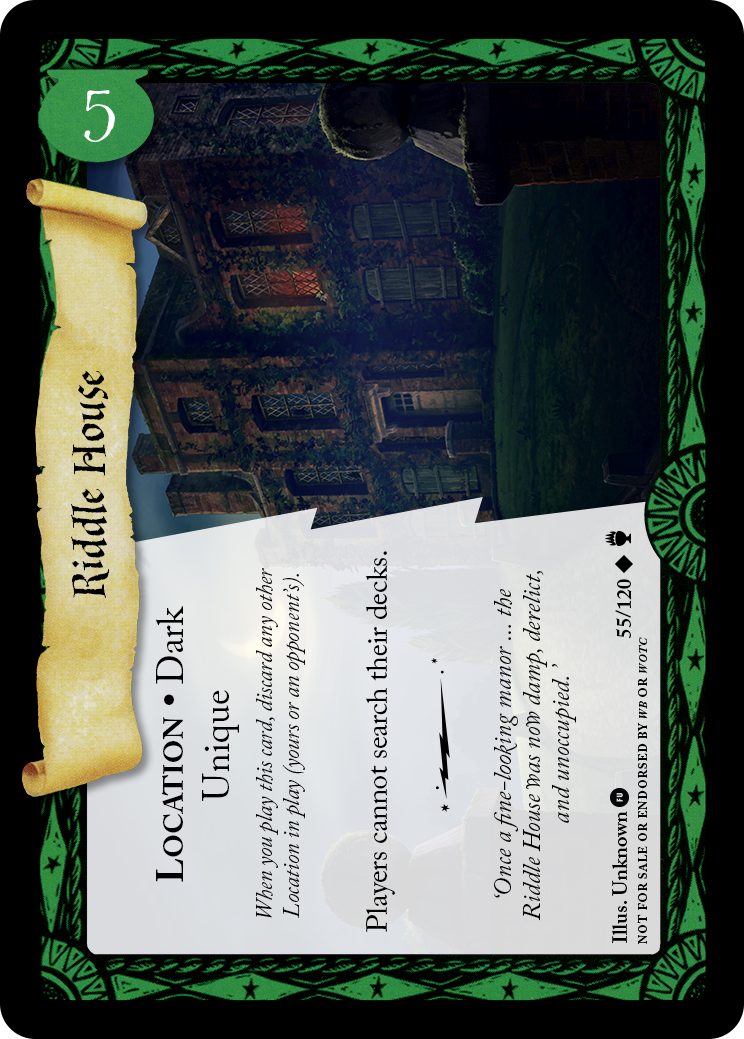 5
Riddle House
LOCATION • Dark
Unique
When you play this card, discard any other
Location in play (yours or an opponent's).
Players cannot search their decks.
'Once a fine-looking manor ... the
Riddle House was now damp, derelict,
and unoccupied.'
Illus. Unknown FU
55/120
NOT FOR SALE OR ENDORSED BY WB OR WOTC